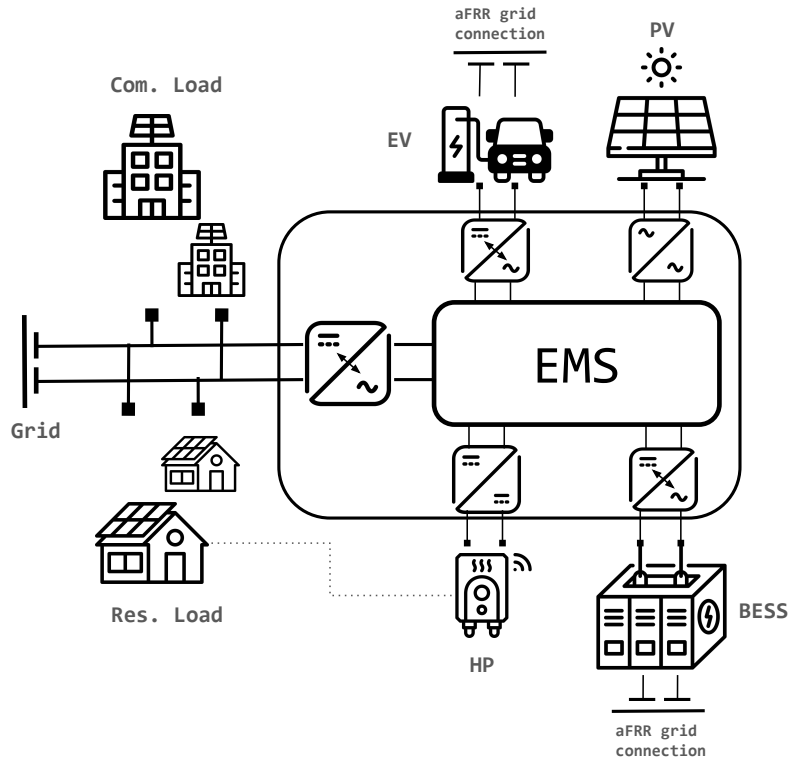 aFRR grid
connection
PV
Com. Load
EV
EMS
Grid
Res. Load
HP
BESS
aFRR grid
connection